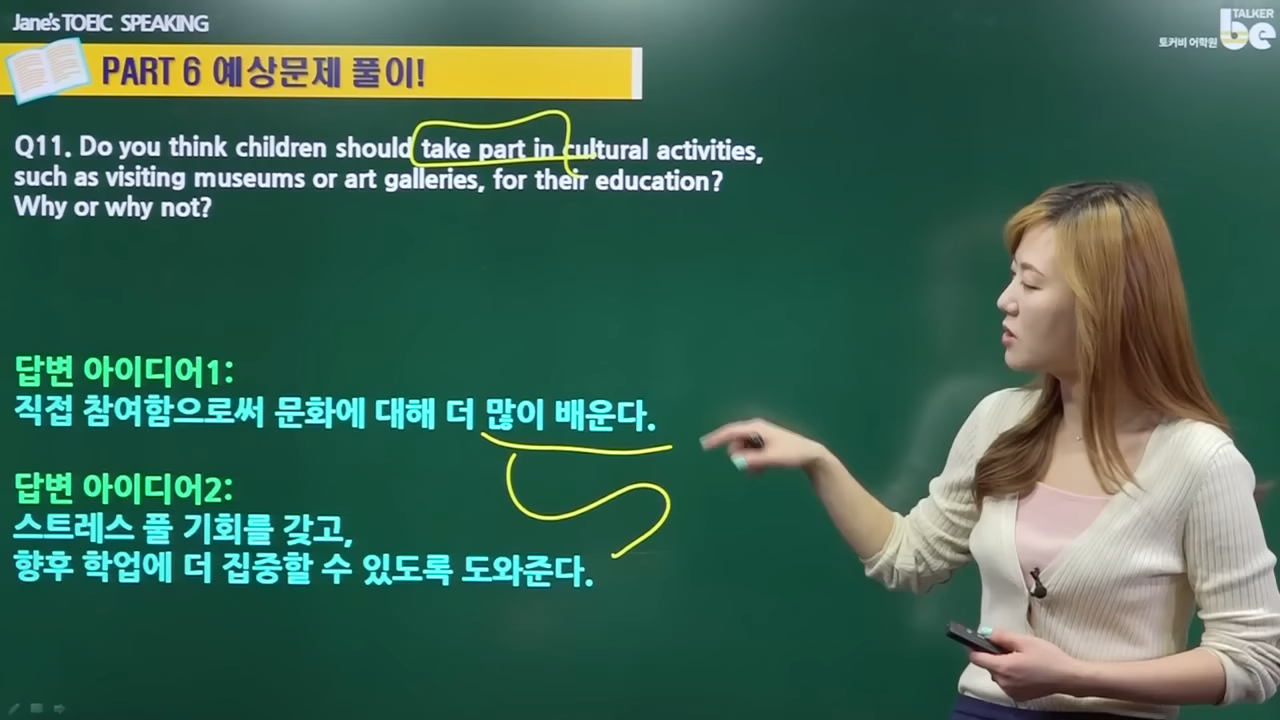 Jane's TOEIC SPEAKING
TALKER
be
토커비 어학원
PART 6 예상문제 풀이!
Q11. Do you think children should take part in cultural activities,
such as visiting museums or art galleries, for their education?
Why or why not?
답변 아이디어1:
직접 참여함으로써 문화에 대해 더 많이 배운다.
답변 아이디어2:
스트레스 풀 기회를 갖고,
향후 학업에 더 집중할 수 있도록 도와준다.